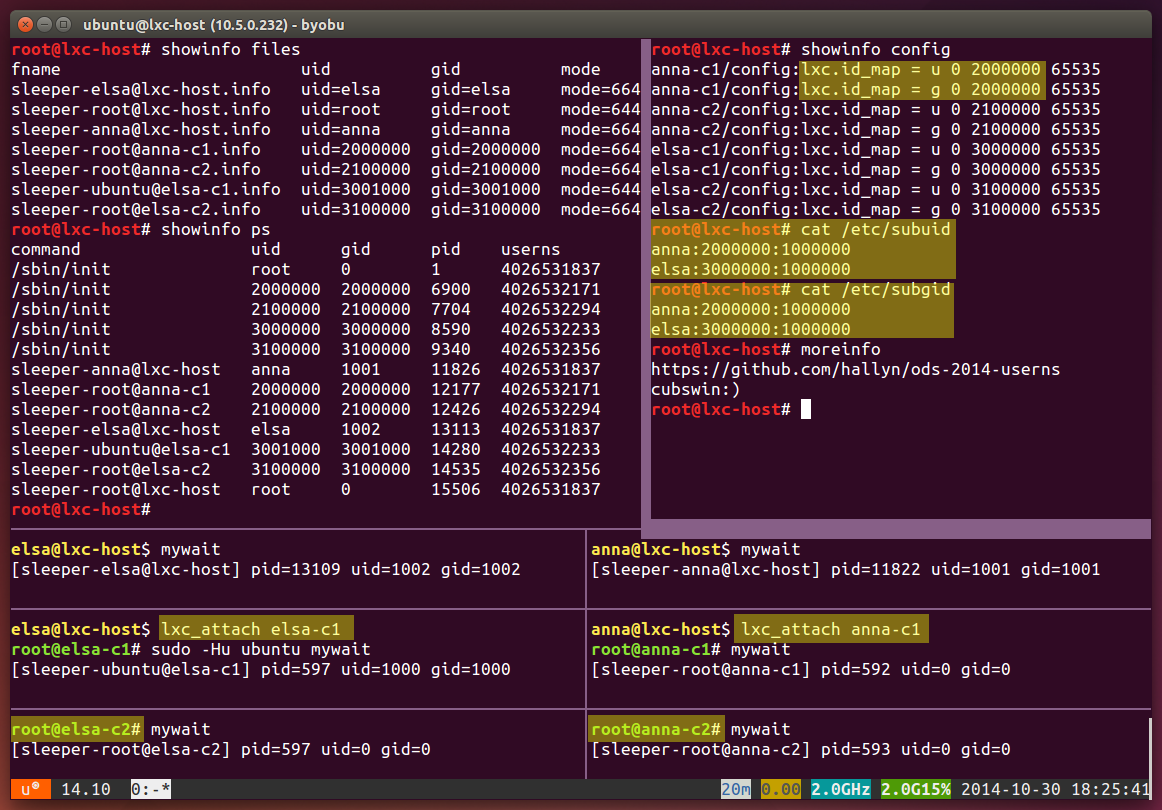 ubuntu@lxc-host (10.5.0.232) - byobu
root@lxc-host# showinfo files
fname uid gid mode
sleeper-elsa@lxc-host.info uid=elsa gid=elsa mode=664
sleeper-root@lxc-host.info uid=root gid=root mode=644
sleeper-anna@lxc-host.info uid=anna gid=anna mode=664
sleeper-root@anna-c1.info uid=2000000 gid=2000000 mode=664
sleeper-root@anna-c2.info uid=2100000 gid=2100000 mode=664
sleeper-ubuntu@elsa-c1.info uid=3001000 gid=3001000 mode=644
sleeper-root@elsa-c2.info uid=3100000 gid=3100000 mode=664
root@lxc-host# showinfo ps
command uid gid pid userns
/sbin/init root 0 1 4026531837
/sbin/init 2000000 2000000 6900 4026532171
/sbin/init 2100000 2100000 7704 4026532294
/sbin/init 3000000 3000000 8590 4026532233
/sbin/init 3100000 3100000 9340 4026532356
sleeper-anna@lxc-host anna 1001 11826 4026531837
sleeper-root@anna-c1 2000000 2000000 12177 4026532171
sleeper-root@anna-c2 2100000 2100000 12426 4026532294
sleeper-elsa@lxc-host elsa 1002 13113 4026531837
sleeper-ubuntu@elsa-c1 3001000 3001000 14280 4026532233
sleeper-root@elsa-c2 3100000 3100000 14535 4026532356
sleeper-root@lxc-host root 0 15506 4026531837
root@lxc-host#
root@lxc-host# showinfo config
anna-c1/config:lxc.id_map = u 0 2000000 65535
anna-c1/config:lxc.id_map = g 0 2000000 65535
anna-c2/config:lxc.id_map = u 0 2100000 65535
anna-c2/config:lxc.id_map = g 0 2100000 65535
elsa-c1/config:lxc.id_map = u 0 3000000 65535
elsa-c1/config:lxc.id_map = g 0 3000000 65535
elsa-c2/config:lxc.id_map = u 0 3100000 65535
elsa-c2/config:lxc.id_map = g 0 3100000 65535
root@lxc-host# cat /etc/subuid
anna:2000000:1000000
elsa:3000000:1000000
root@lxc-host# cat /etc/subgid
anna:2000000:1000000
elsa:3000000:1000000
root@lxc-host# moreinfo
https://github.com/hallyn/ods-2014-userns
cubswin:)
root@lxc-host#
elsa@lxc-host$ mywait
[sleeper-elsa@lxc-host] pid=13109 uid=1002 gid=1002
anna@lxc-host$ mywait
[sleeper-anna@lxc-host] pid=11822 uid=1001 gid=1001
elsa@lxc-host$ lxc_attach elsa-c1
root@elsa-c1# sudo -Hu ubuntu mywait
[sleeper-ubuntu@elsa-c1] pid=597 uid=1000 gid=1000
anna@lxc-host$ lxc_attach anna-c1
root@anna-c1# mywait
[sleeper-root@anna-c1] pid=592 uid=0 gid=0
root@elsa-c2# mywait
[sleeper-root@elsa-c2] pid=597 uid=0 gid=0
root@anna-c2# mywait
[sleeper-root@anna-c2] pid=593 uid=0 gid=0
u 14.10 0:-* 20m 0.00 2.0GHz 2.0G15% 2014-10-30 18:25:41